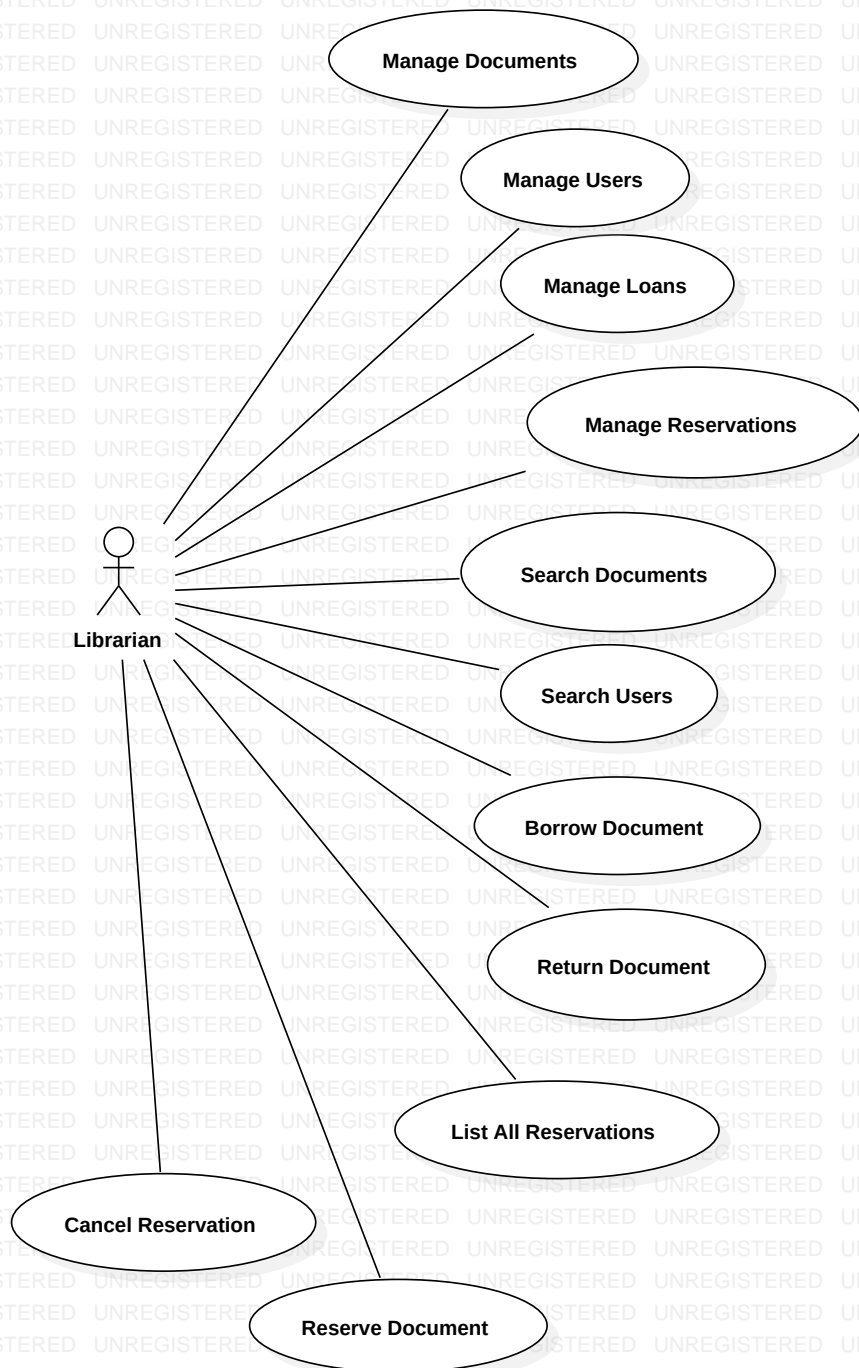 Manage Documents
Manage Users
Manage Loans
Manage Reservations
Search Documents
Librarian
Search Users
Borrow Document
Return Document
List All Reservations
Cancel Reservation
Reserve Document
UNREGISTERED